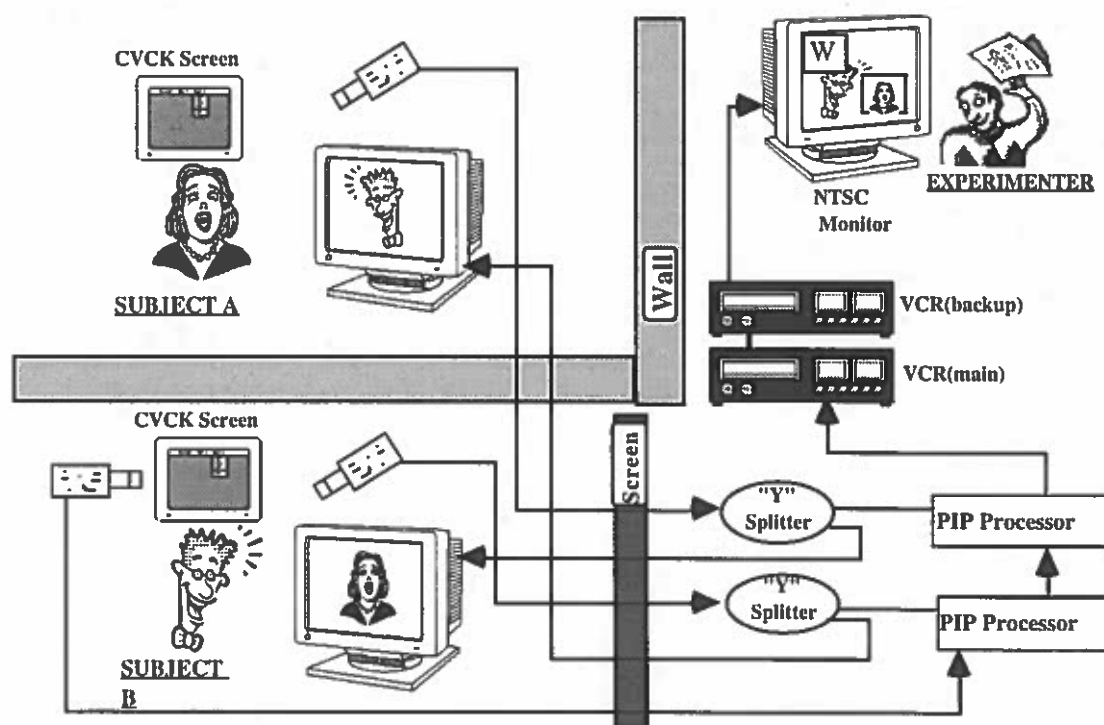 CVCK Screen
SUBJECT A
W
EXPERIMENTER
NTSC
Monitor
Wall
VCR(backup)
VCR(main)
CVCK Screen
SUBJECT
B
Screen
"Y"
Splitter
PIP Processor
"Y"
Splitter
PIP Processor